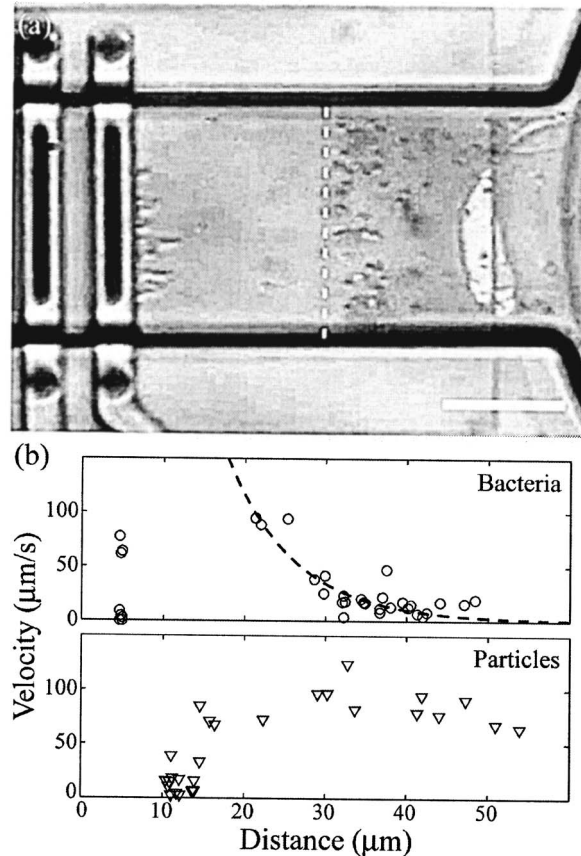 (a)
(b)
Bacteria
100
50
0
Particles
100
50
0
0 10 20 30 40 50
Velocity (μm/s)
Distance (μm)